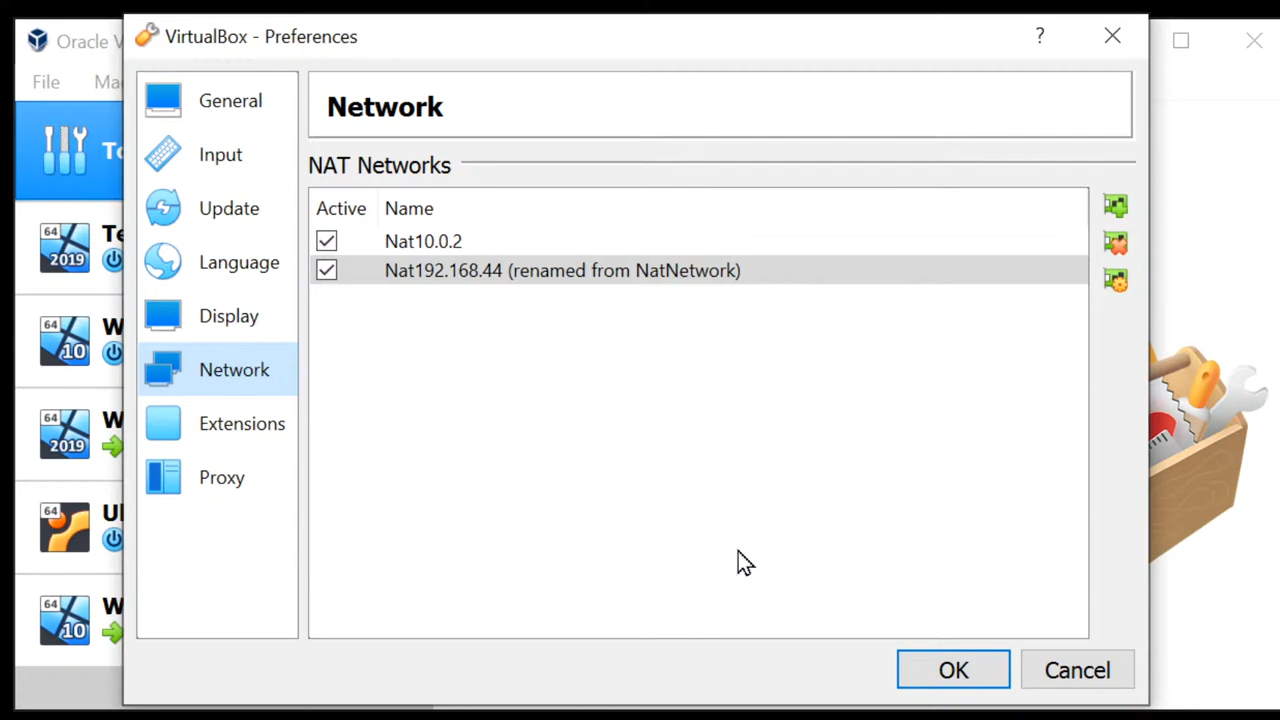 VirtualBox - Preferences
?
Oracle V
File
General
Network
Input
NAT Networks
Update
Active Name
Nat10.0.2
Nat192.168.44 (renamed from NatNetwork)
Language
Display
Network
Extensions
Proxy
64
2019
64
10
64
2019
64
64
10
OK
Cancel